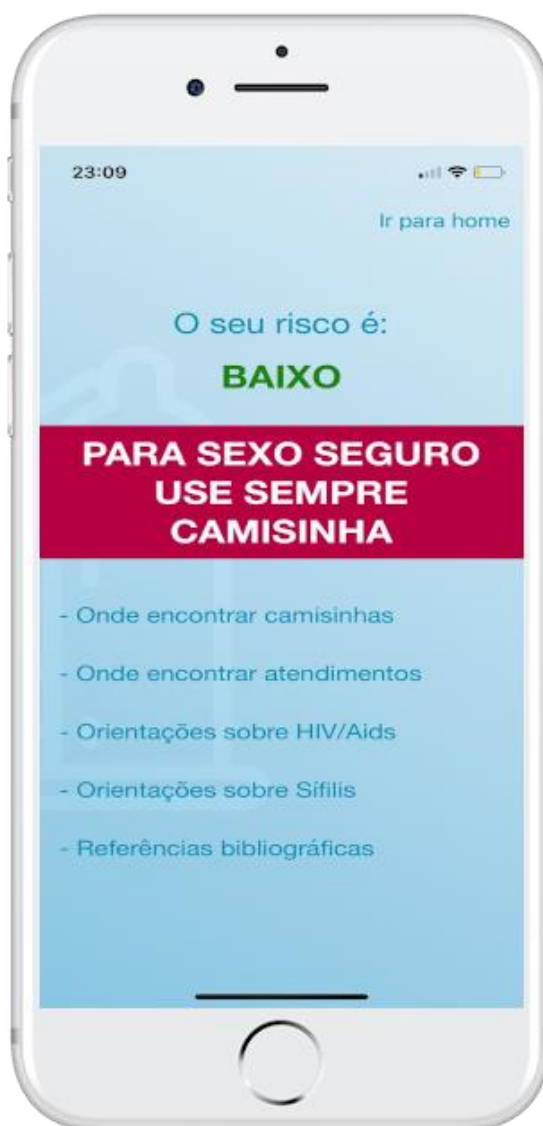 23:09
Ir para home
O seu risco é:
BAIXO
PARA SEXO SEGURO
USE SEMPRE
CAMISINHA
- Onde encontrar camisinhas
- Onde encontrar atendimentos
- Orientações sobre HIV/Aids
- Orientações sobre Sífilis
- Referências bibliográficas